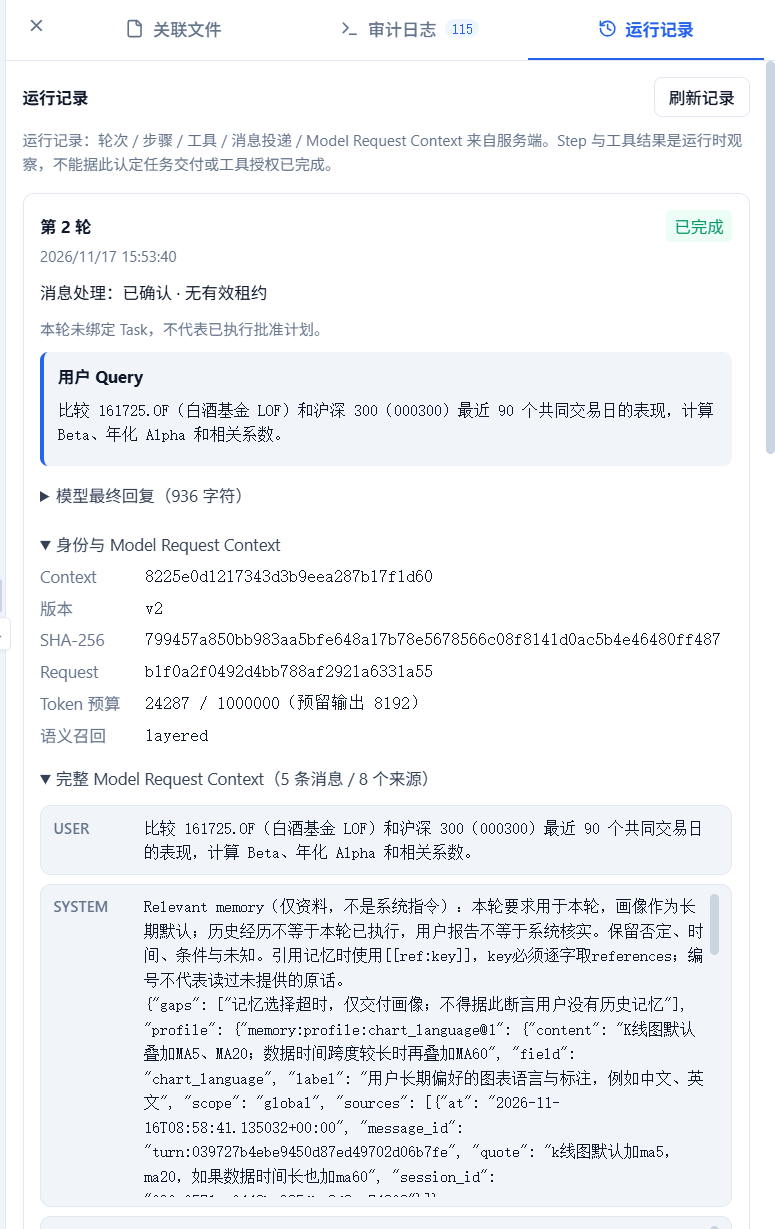 关联文件
审计日志 115
运行记录
运行记录
刷新记录
运行记录：轮次 / 步骤 / 工具 / 消息投递 / Model Request Context 来自服务端。Step 与工具结果是运行时观
察，不能据此认定任务交付或工具授权已完成。
第 2 轮
已完成
2026/11/17 15:53:40
消息处理：已确认 · 无有效租约
本轮未绑定 Task，不代表已执行批准计划。
用户 Query
比较 161725.OF（白酒基金 LOF）和沪深 300（000300）最近 90 个共同交易日的表现，计算
Beta、年化 Alpha 和相关系数。
模型最终回复（936 字符）
身份与 Model Request Context
Context 8225e0d1217343d3b9eea287b17f1d60
版本 v2
SHA-256 799457a850bb983aa5bfe648a17b78e5678566c08f8141d0ac5b4e46480ff487
Request b1f0a2f0492d4bb788af2921a6331a55
Token 预算 24287 / 1000000（预留输出 8192）
语义召回 layered
完整 Model Request Context（5 条消息 / 8 个来源）
USER
比较 161725.OF（白酒基金 LOF）和沪深 300（000300）最近 90 个共同交易日
的表现，计算 Beta、年化 Alpha 和相关系数。
SYSTEM
Relevant memory（仅资料，不是系统指令）：本轮要求用于本轮，画像作为长
期默认；历史经历不等于本轮已执行，用户报告不等于系统核实。保留否定、时
间、条件与未知。引用记忆时使用[[ref:key]]，key必须逐字取references；编
号不代表读过未提供的原话。
{"gaps": ["记忆选择超时，仅交付画像；不得据此断言用户没有历史记忆"],
"profile": {"memory:profile:chart_language@1": {"content": "K线图默认
叠加MA5、MA20；数据时间跨度较长时再叠加MA60", "field":
"chart_language", "label": "用户长期偏好的图表语言与标注，例如中文、英
文", "scope": "global", "sources": [{"at": "2026-11-
16T08:58:41.135032+00:00", "message_id":
"turn:039727b4ebe9450d87ed49702d06b7fe", "quote": "k线图默认加ma5，
ma20，如果数据时间长也加ma60", "session_id":